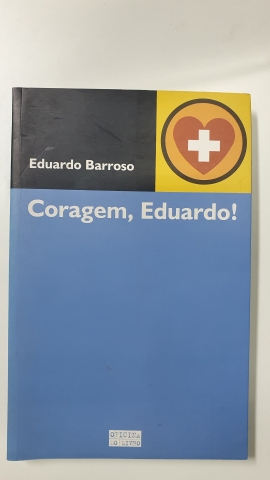 Eduardo Barroso
Coragem, Eduardo!
OFICINA
DO LIVRO